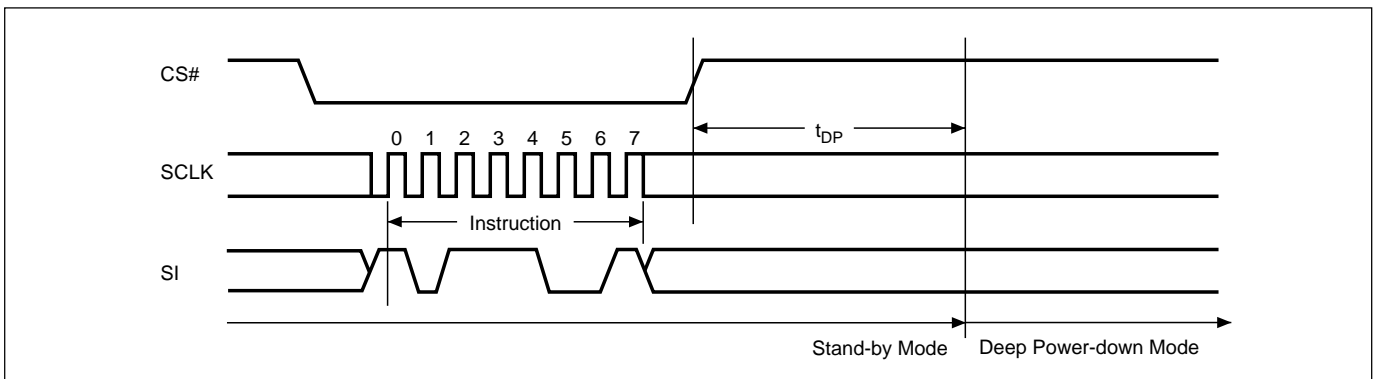 CS#
tDP
0 1 2 3 4 5 6 7
SCLK
Instruction
SI
Stand-by Mode
Deep Power-down Mode